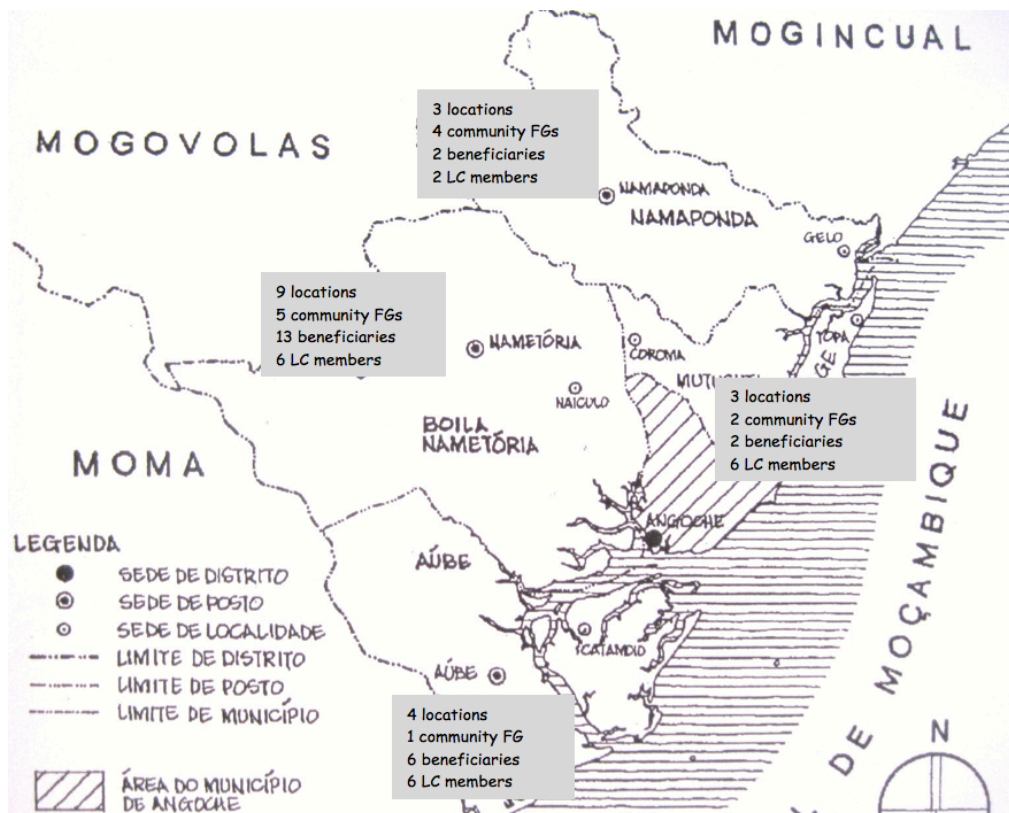 MOGINCUAL
MOGOVOLAS
3 locations
4 community FGs
2 beneficiaries
2 LC members
NAMAPONDA
NAMAPONDA
GELO
9 locations
5 community FGs
13 beneficiaries
6 LC members
NAMETÓRIA
COROMA
TOPA
GE
NAICULO
3 locations
2 community FGs
2 beneficiaries
6 LC members
BOILA
NAMETÓRIA
MOMA
ANGOCHE
LEGENDA
SEDE DE DISTRITO
SEDE DE POSTO
SEDE DE LOCALIDADE
LIMITE DE DISTRITO
LIMITE DE POSTO
LIMITE DE MUNICÍPIO
ÁREA DO MUNICÍPIO
DE ANGOCHE
AÚBE
CATAMOIO
AÚBE
4 locations
1 community FG
6 beneficiaries
6 LC members
DE MOÇAMBIQUE
N